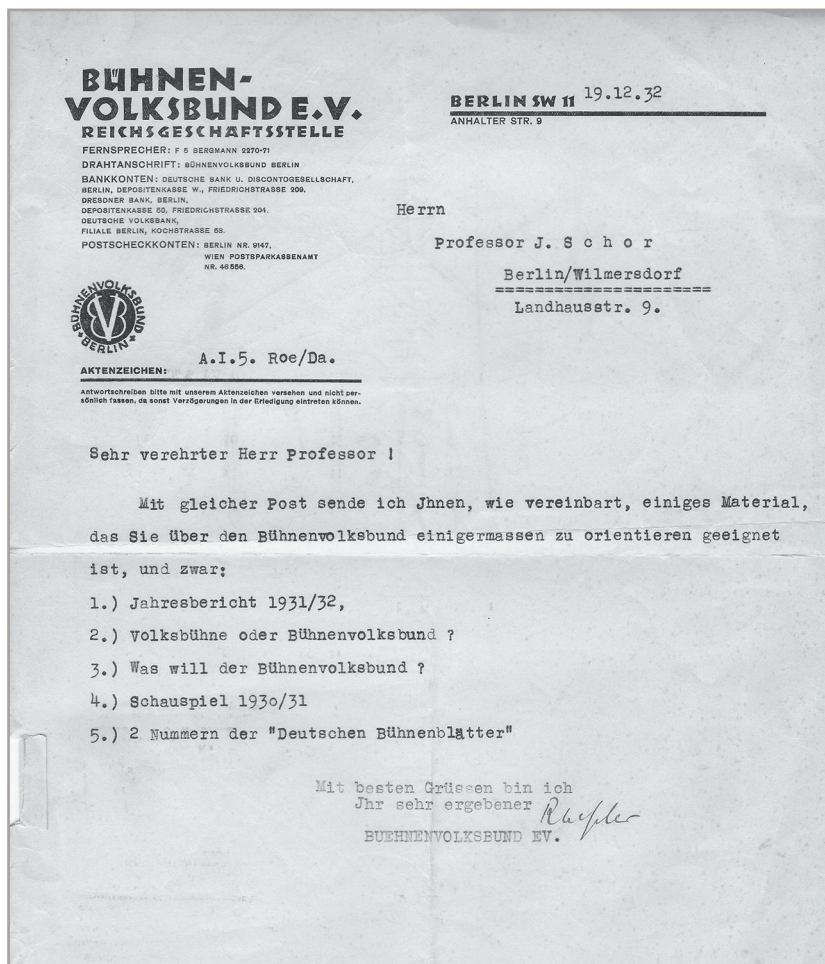 BÜHNEN-
VOLKSBUND E.V.
REICHSGESCHÄFTSSTELLE
FERNSPRECHER: F 5 BERGMANN 2270-71
DRAHTANSCHRIFT: BÜHNENVOLKSBUND BERLIN
BANKKONTEN: DEUTSCHE BANK U. DISCONTOGESELLSCHAFT,
BERLIN, DEPOSITENKASSE W., FRIEDRICHSTRASSE 209.
DRESDNER BANK, BERLIN,
DEPOSITENKASSE 50, FRIEDRICHSTRASSE 204.
DEUTSCHE VOLKSBANK,
FILIALE BERLIN, KOCHSTRASSE 53.
POSTSCHECKKONTEN: BERLIN NR. 9147,
WIEN POSTSPARKASSENAMT
NR. 46556.
BERLIN SW 11 19.12.32
ANHALTER STR. 9
Herrn
Professor J. S c h o r
Berlin/Wilmersdorf
======================
Landhausstr. 9.
BÜHNENVOLKSBUND
BERLIN
BV
A.I.5. Roe/Da.
AKTENZEICHEN:
Antwortschreiben bitte mit unserem Aktenzeichen versehen und nicht per-
sönlich fassen, da sonst Verzögerungen in der Erledigung eintreten können.
Sehr verehrter Herr Professor !
Mit gleicher Post sende ich Jhnen, wie vereinbart, einiges Material,
das Sie über den Bühnenvolksbund einigermassen zu orientieren geeignet
ist, und zwar:
1.) Jahresbericht 1931/32,
2.) Volksbühne oder Bühnenvolksbund ?
3.) Was will der Bühnenvolksbund ?
4.) Schauspiel 193o/31
5.) 2 Nummern der "Deutschen Bühnenblätter"
Mit besten Grüssen bin ich
Jhr sehr ergebener
BUEHNENVOLKSBUND EV.